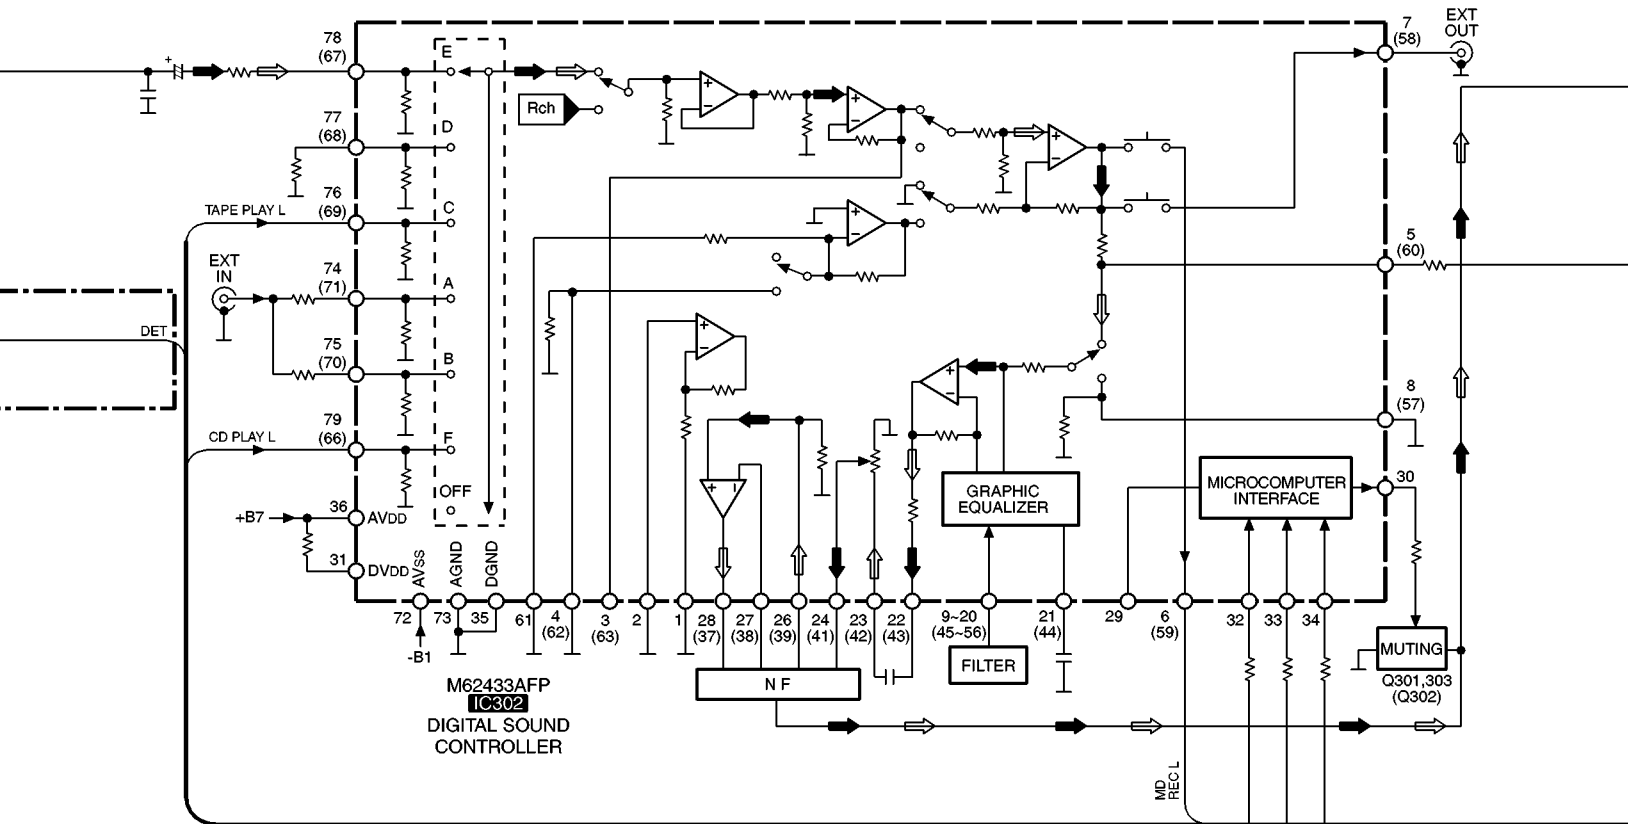 78
(67)
+
E
7
(58)
EXT
OUT
Rch
+
−
+
−
77
(68)
D
+
−
76
(69)
TAPE PLAY L
C
+
−
5
(60)
EXT
IN
74
(71)
A
DET
75
(70)
B
+
−
+
−
8
(57)
79
(66)
CD PLAY L
F
OFF
+ −
GRAPHIC
EQUALIZER
MICROCOMPUTER
INTERFACE
30
+B7
36
AVDD
31
DVDD
AVSS
AGND
DGND
72
73
35
61
4
(62)
3
(63)
2
1
28
(37)
27
(38)
26
(39)
24
(41)
23
(42)
22
(43)
9~20
(45~56)
21
(44)
29
6
(59)
32
33
34
-B1
FILTER
MUTING
Q301,303
(Q302)
N F
M62433AFP
IC302
DIGITAL SOUND
CONTROLLER
MD
REC L